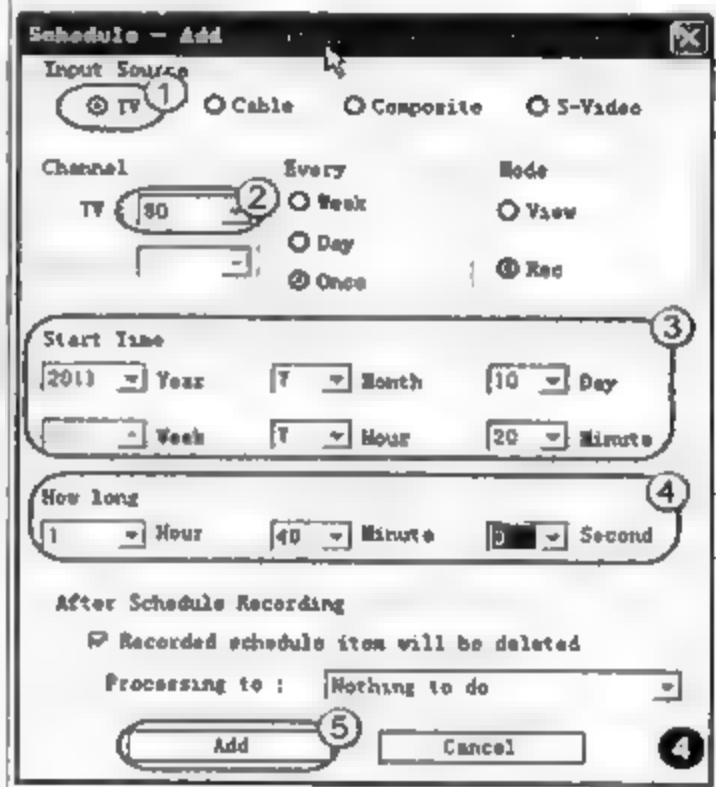 Schedule - Add
Input Source
TV ① Cable Composite S-Video
Channel Every Mode
TV 80 ② Week View
Day
Once Rec
③
Start Time
2013 Year 7 Month 10 Day
Week 7 Hour 20 Minute
How long ④
1 Hour 40 Minute 0 Second
After Schedule Recording
Recorded schedule item will be deleted
Processing to : Nothing to do
Add ⑤ Cancel 4